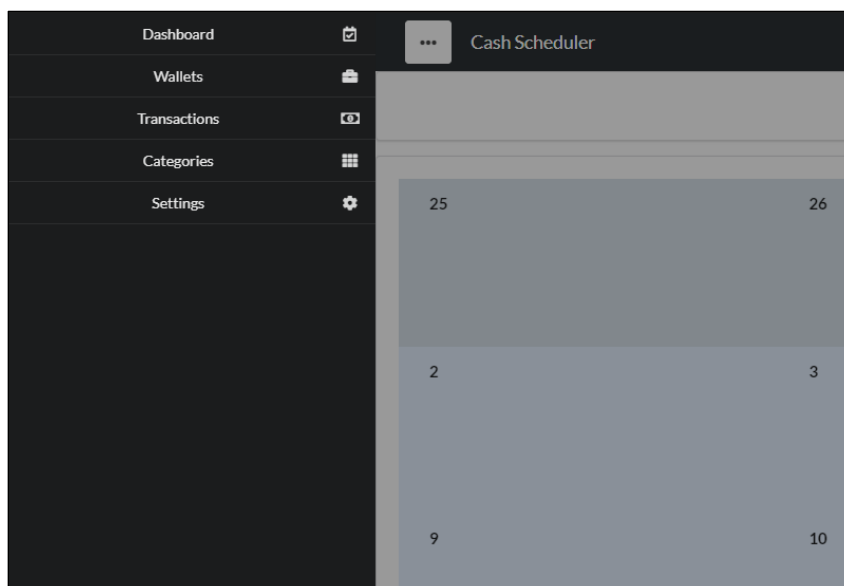 Dashboard
Wallets
Transactions
Categories
Settings
Cash Scheduler
25 26
2 3
9 10